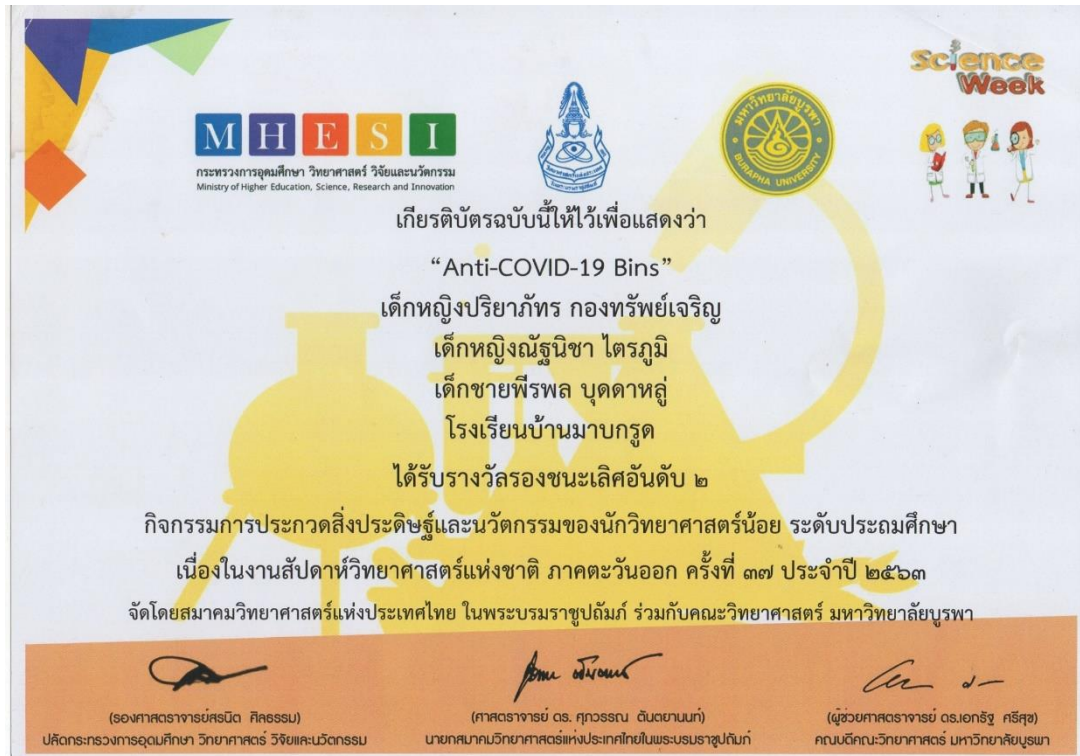 Science
Week
MHESI
กระทรวงการอุดมศึกษา วิทยาศาสตร์ วิจัยและนวัตกรรม
Ministry of Higher Education, Science, Research and Innovation
มหาวิทยาลัยบูรพา
BURAPHA UNIVERSITY
เกียรติบัตรฉบับนี้ให้ไว้เพื่อแสดงว่า
“Anti-COVID-19 Bins”
เด็กหญิงปริยาภัทร กองทรัพย์เจริญ
เด็กหญิงณัฐนิชา ไตรภูมิ
เด็กชายพีรพล บุดดาหลู่
โรงเรียนบ้านมาบกรูด
ได้รับรางวัลรองชนะเลิศอันดับ ๒
กิจกรรมการประกวดสิ่งประดิษฐ์และนวัตกรรมของนักวิทยาศาสตร์น้อย ระดับประถมศึกษา
เนื่องในงานสัปดาห์วิทยาศาสตร์แห่งชาติ ภาคตะวันออก ครั้งที่ ๓๗ ประจำปี ๒๕๖๓
จัดโดยสมาคมวิทยาศาสตร์แห่งประเทศไทย ในพระบรมราชูปถัมภ์ ร่วมกับคณะวิทยาศาสตร์ มหาวิทยาลัยบูรพา
(รองศาสตราจารย์สรนิต ศิลธรรม)
ปลัดกระทรวงการอุดมศึกษา วิทยาศาสตร์ วิจัยและนวัตกรรม
(ศาสตราจารย์ ดร. ศุภวรรณ ตันตยานนท์)
นายกสมาคมวิทยาศาสตร์แห่งประเทศไทยในพระบรมราชูปถัมภ์
(ผู้ช่วยศาสตราจารย์ ดร.เอกรัฐ ศรีสุข)
คณบดีคณะวิทยาศาสตร์ มหาวิทยาลัยบูรพา